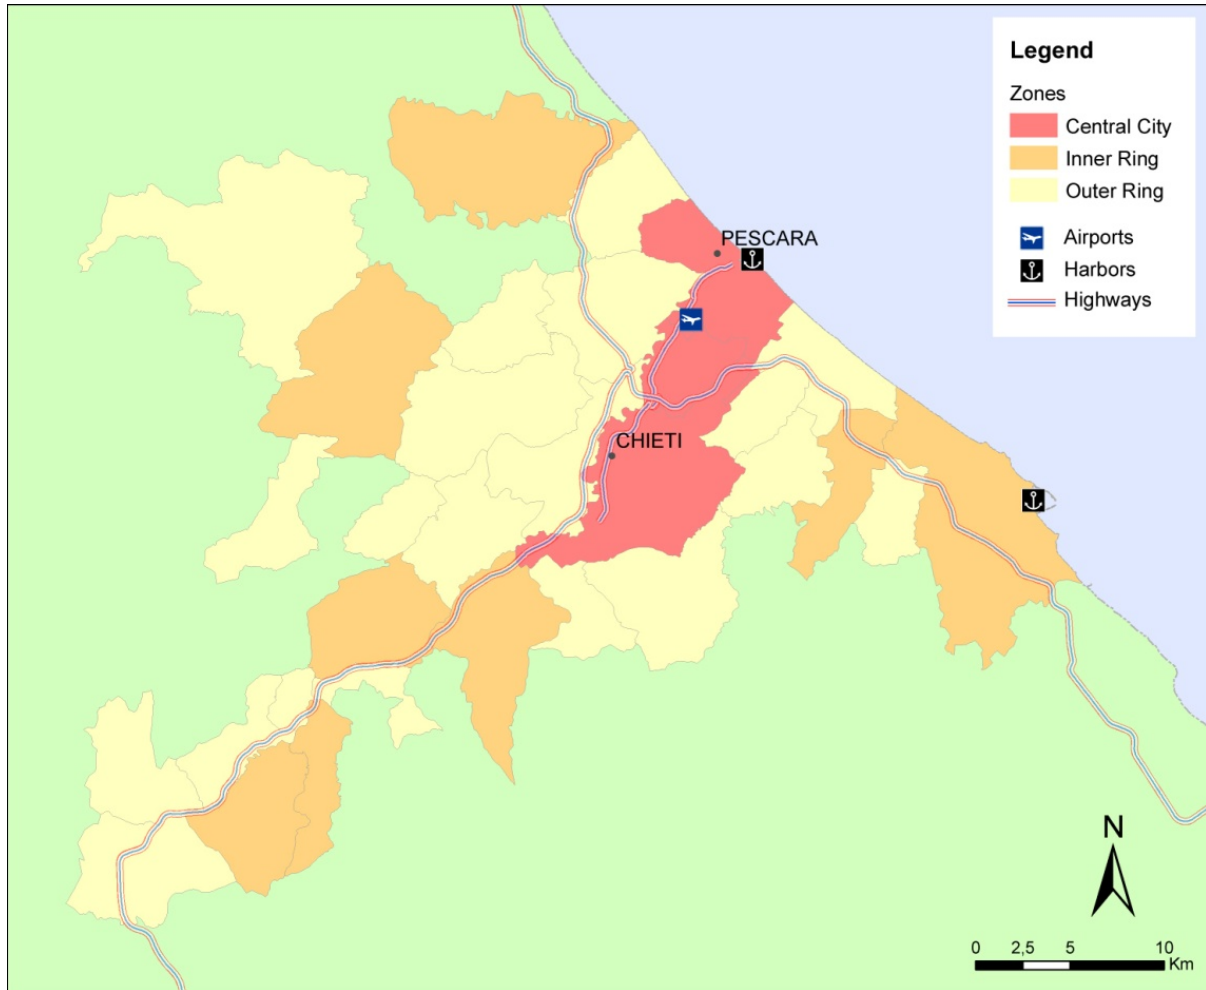 Legend
Zones
Central City
Inner Ring
Outer Ring
Airports
Harbors
Highways
PESCARA
CHIETI
N
0 2,5 5 10
Km